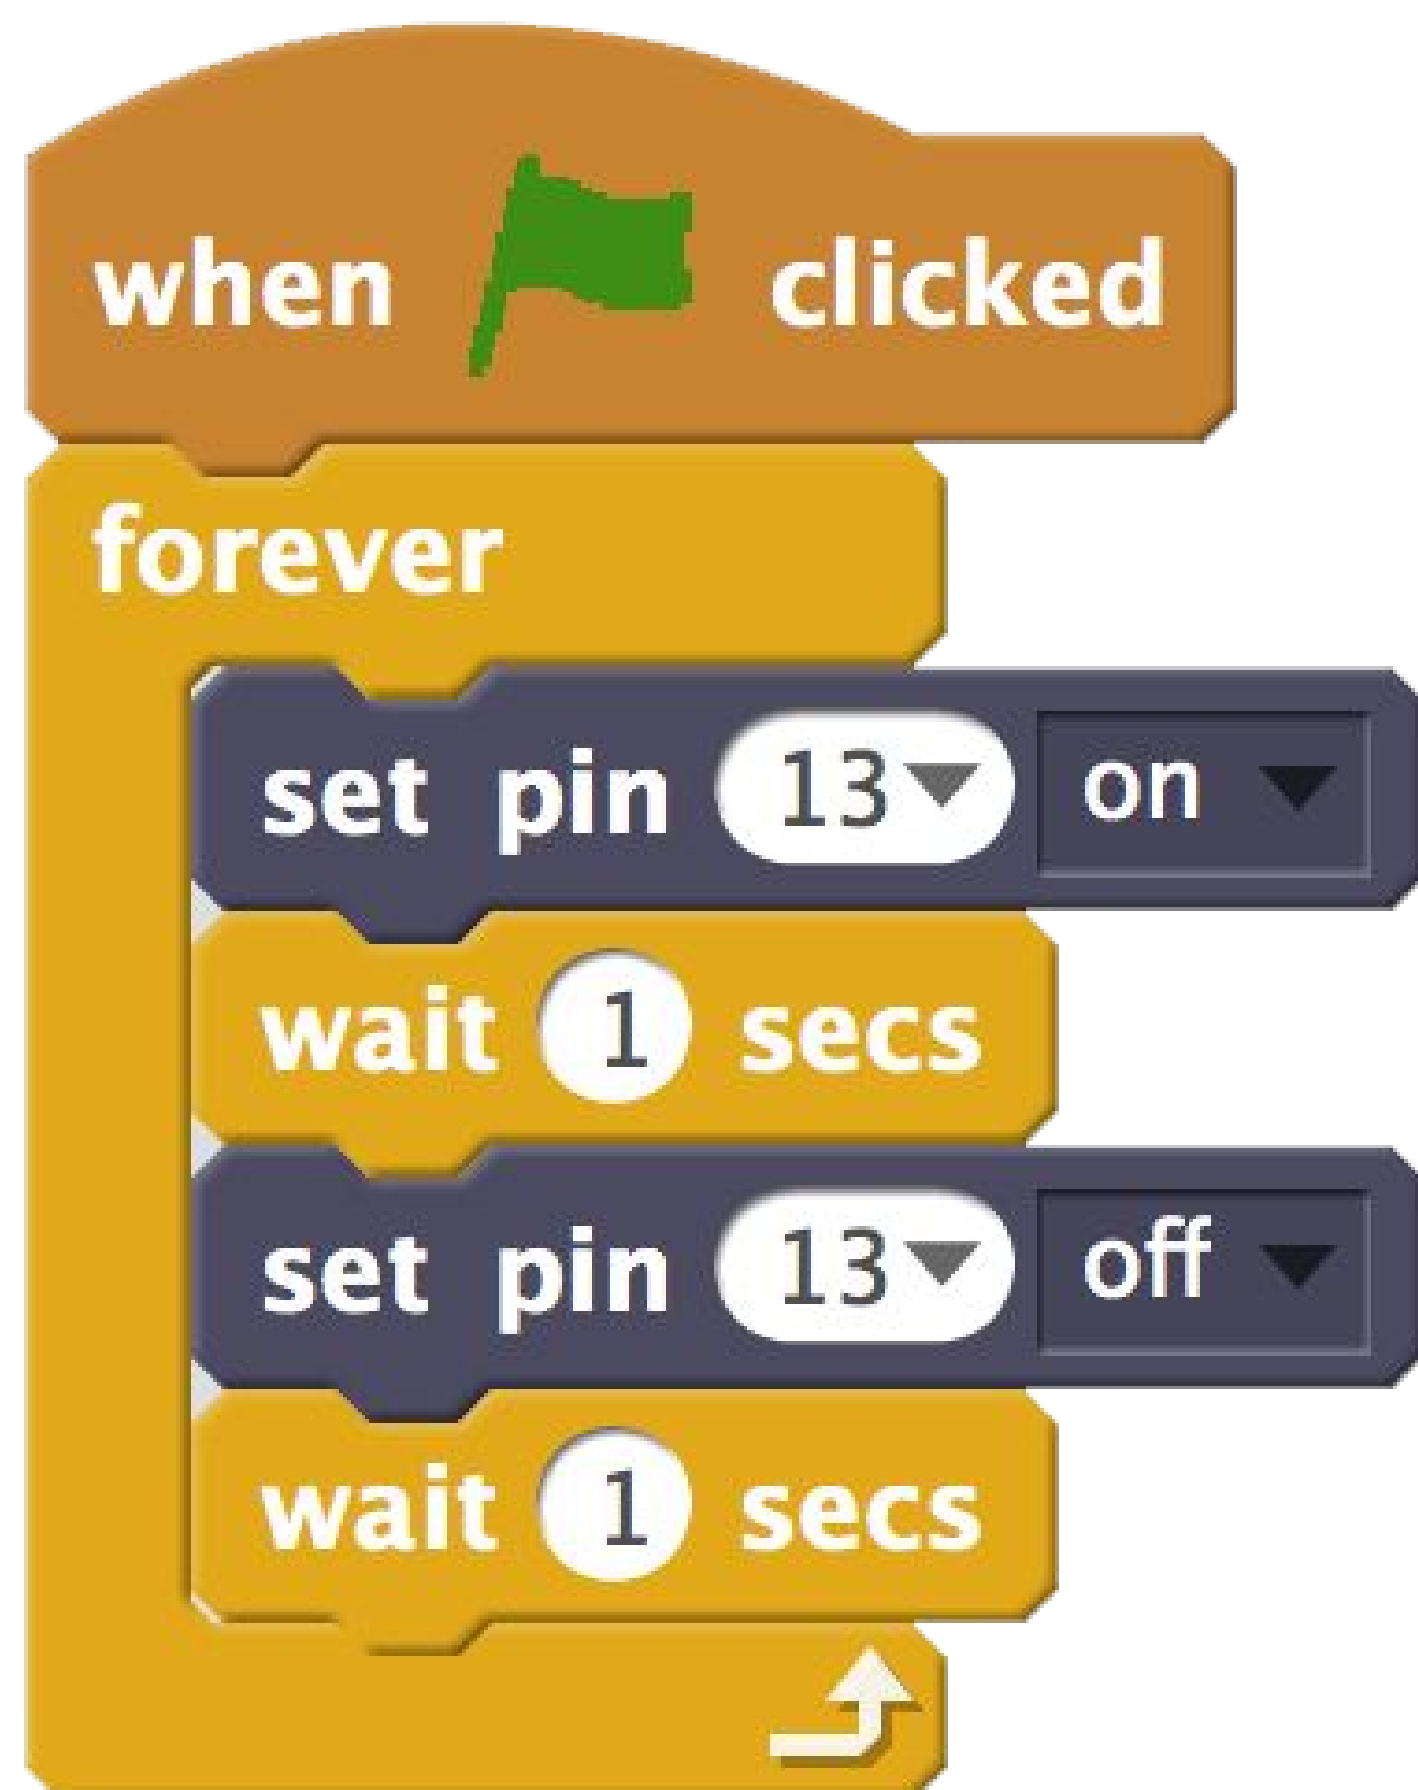 when clicked
forever
set pin 13 on
wait 1 secs
set pin 13 off
wait 1 secs